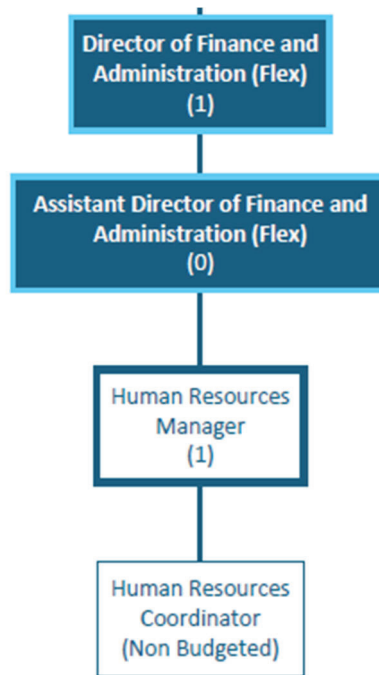 Director of Finance and
Administration (Flex)
(1)
Assistant Director of Finance and
Administration (Flex)
(0)
Human Resources
Manager
(1)
Human Resources
Coordinator
(Non Budgeted)